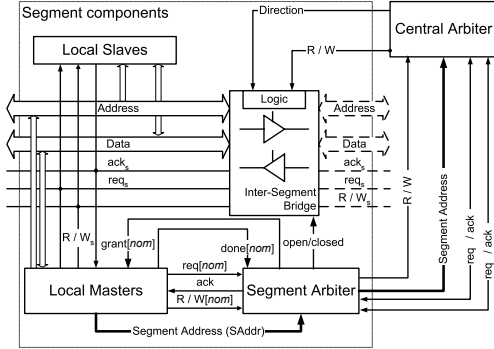 Segment components
Direction
Central Arbiter
Local Slaves
R / W
Logic
Address
Data
ack_s
ack_s
req_s
req_s
Inter-Segment
Bridge
R / W_s
R / W_s
grant[nom]
done[nom]
open/closed
R / W
Segment Address
req / ack
req / ack
req[nom]
Local Masters
ack
Segment Arbiter
R / W[nom]
Segment Address (SAddr)
Address
Data